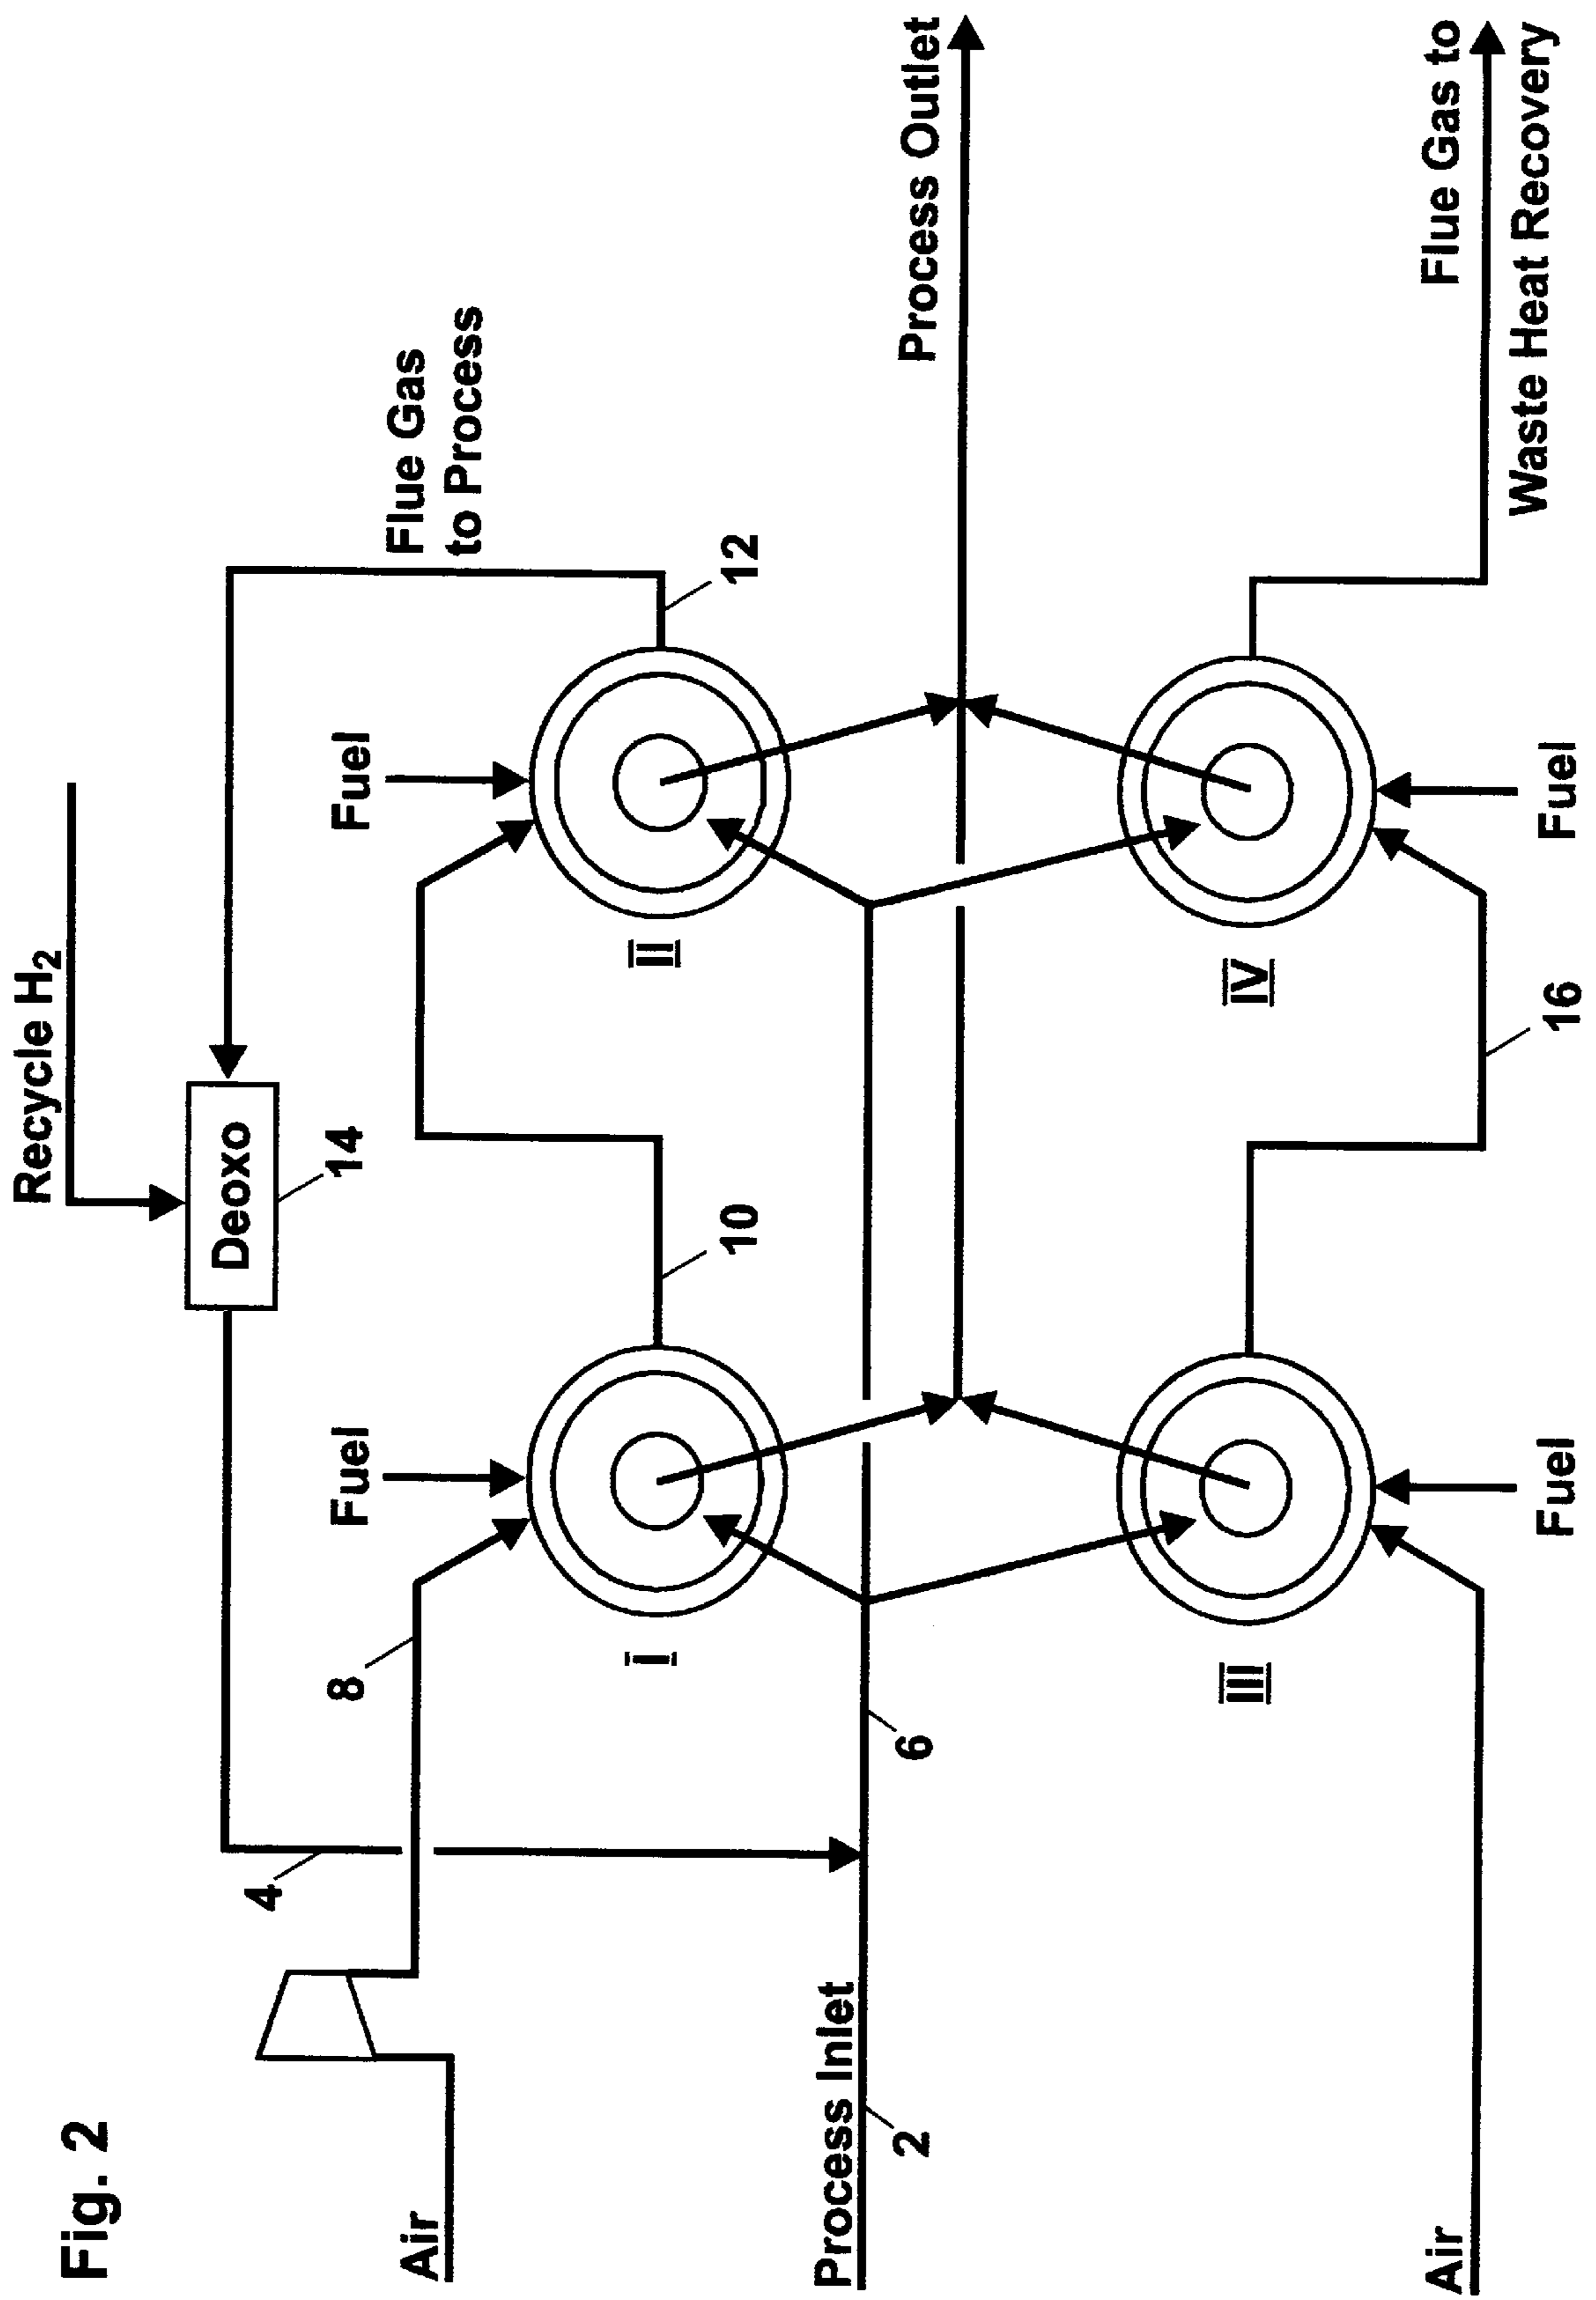 Fig. 2
Recycle H2
Deoxo
14
4
Flue Gas
to Process
Air
8
Fuel
Fuel
10
12
I
II
Process Inlet
2
6
Process Outlet
III
IV
Air
Fuel
16
Fuel
Flue Gas to
Waste Heat Recovery